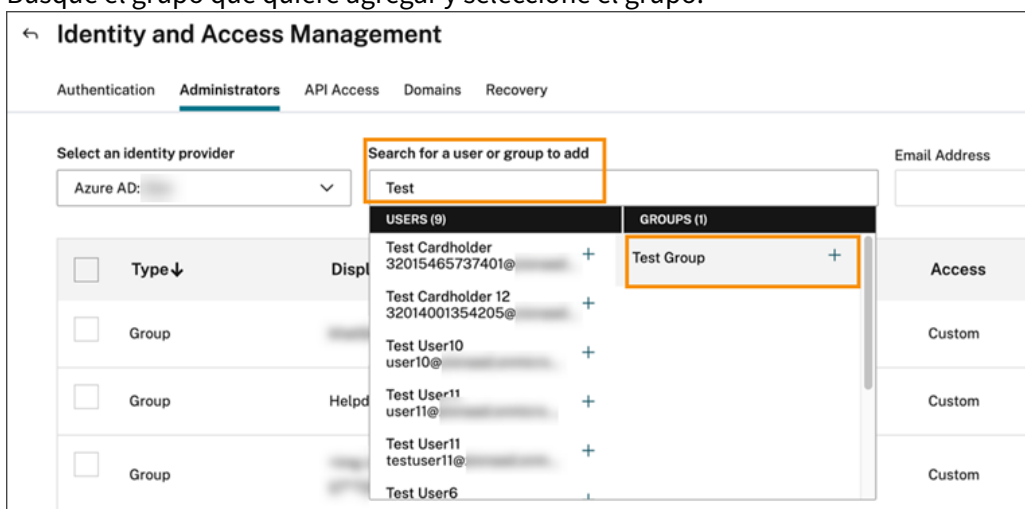 Busque el grupo que quiere agregar y seleccione el grupo.
Identity and Access Management
Authentication Administrators API Access Domains Recovery
Select an identity provider
Search for a user or group to add
Email Address
Azure AD:
Test
USERS (9) GROUPS (1)
Test Cardholder
32015465737401@
Test Group
Type Displ Access
Test Cardholder 12
32014001354205@
Group Custom
Test User10
user10@
Test User11
user11@
Group Helpd Custom
Test User11
testuser11@
Group Custom
Test User6